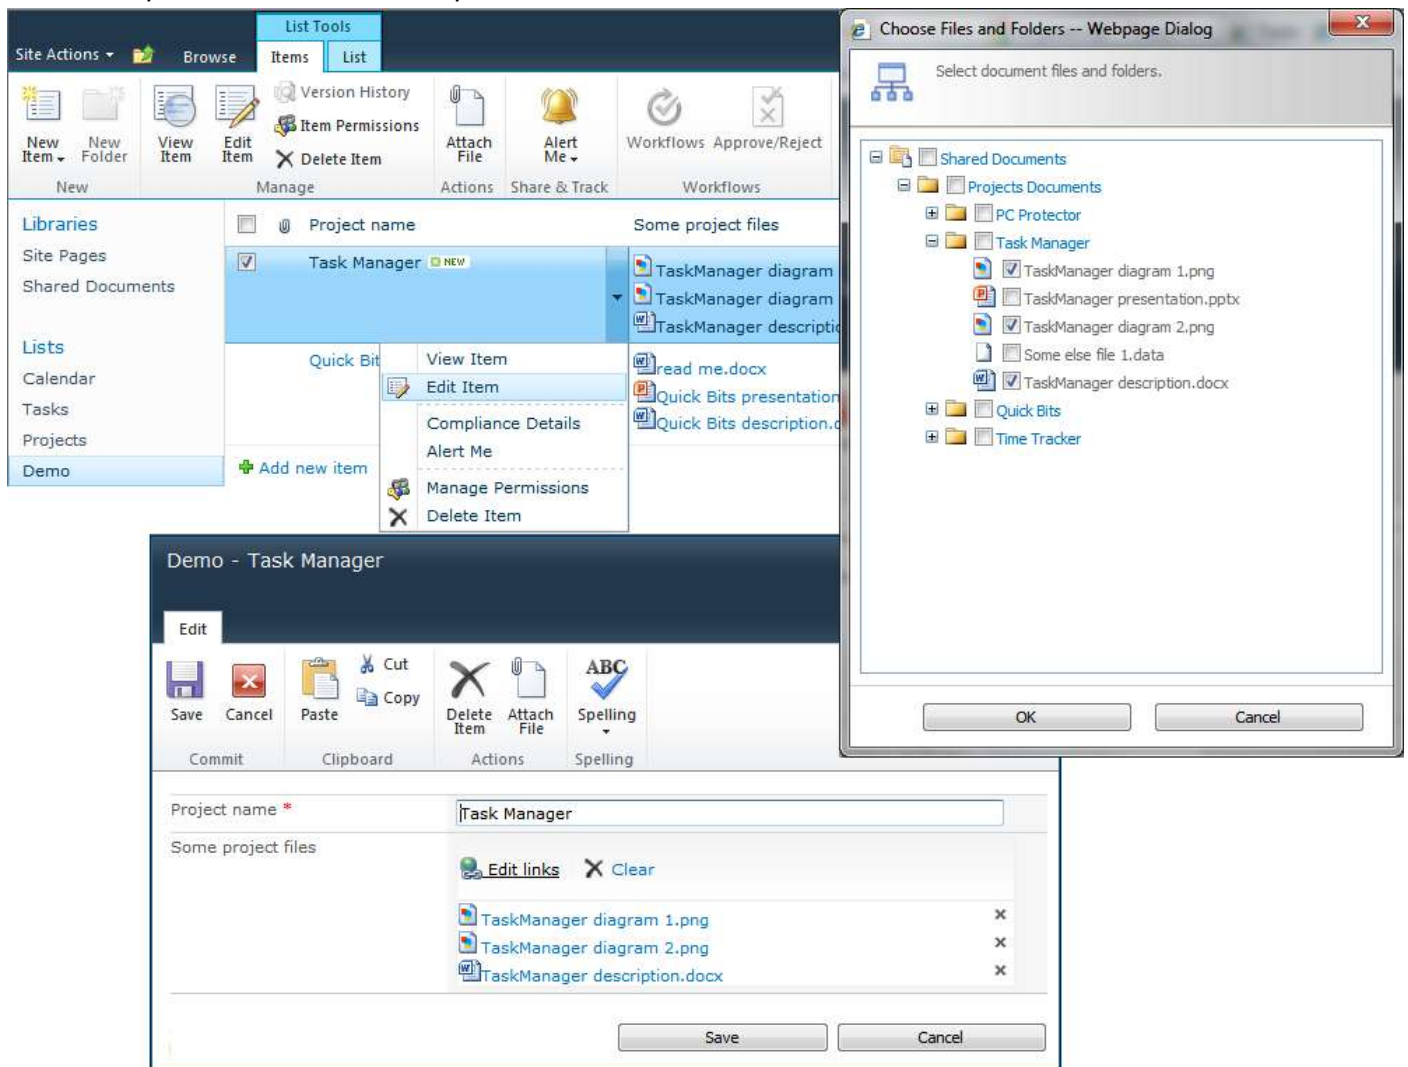 List Tools
Site Actions Browse Items List
New Item
New Folder
View Item
Edit Item
Version History
Item Permissions
Delete Item
Attach File
Alert Me
Workflows Approve/Reject
New Manage Actions Share & Track Workflows
Libraries
Site Pages
Shared Documents
Lists
Calendar
Tasks
Projects
Demo
Project name Some project files
Task Manager NEW
TaskManager diagram
TaskManager diagram
TaskManager descriptic
Quick Bit
read me.docx
Quick Bits presentation
Quick Bits description.d
Add new item
View Item
Edit Item
Compliance Details
Alert Me
Manage Permissions
Delete Item
Choose Files and Folders -- Webpage Dialog
Select document files and folders.
Shared Documents
Projects Documents
PC Protector
Task Manager
TaskManager diagram 1.png
TaskManager presentation.pptx
TaskManager diagram 2.png
Some else file 1.data
TaskManager description.docx
Quick Bits
Time Tracker
OK Cancel
Demo - Task Manager
Edit
Save
Cancel
Paste
Cut
Copy
Delete Item
Attach File
ABC
Spelling
Commit Clipboard Actions Spelling
Project name * Task Manager
Some project files
Edit links Clear
TaskManager diagram 1.png
TaskManager diagram 2.png
TaskManager description.docx
Save Cancel